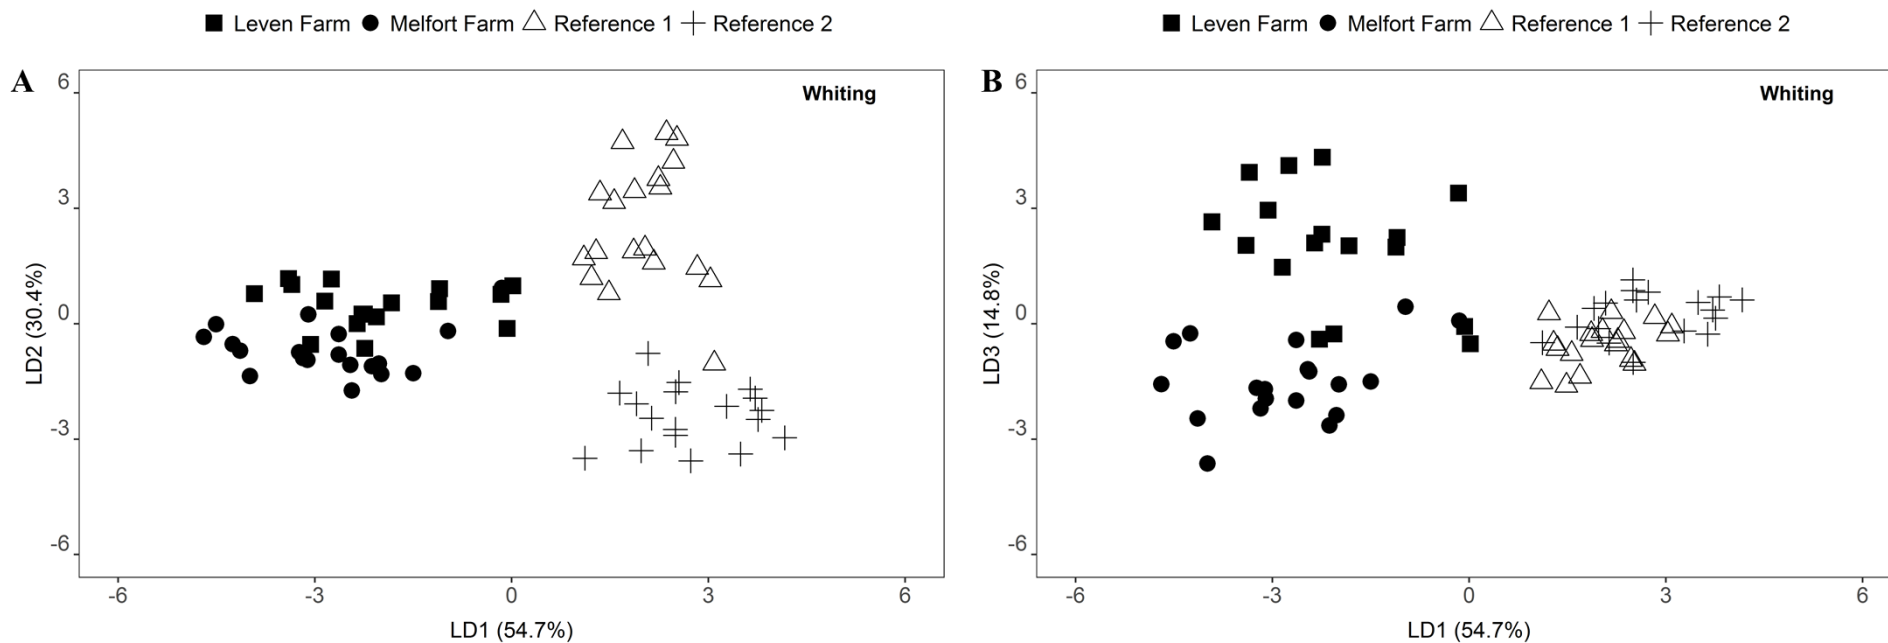 Leven Farm Melfort Farm Reference 1 Reference 2
A
Whiting
6
3
0
-3
-6
LD2 (30.4%)
-6 -3 0 3 6
LD1 (54.7%)
Leven Farm Melfort Farm Reference 1 Reference 2
B
Whiting
6
3
0
-3
-6
LD3 (14.8%)
-6 -3 0 3 6
LD1 (54.7%)